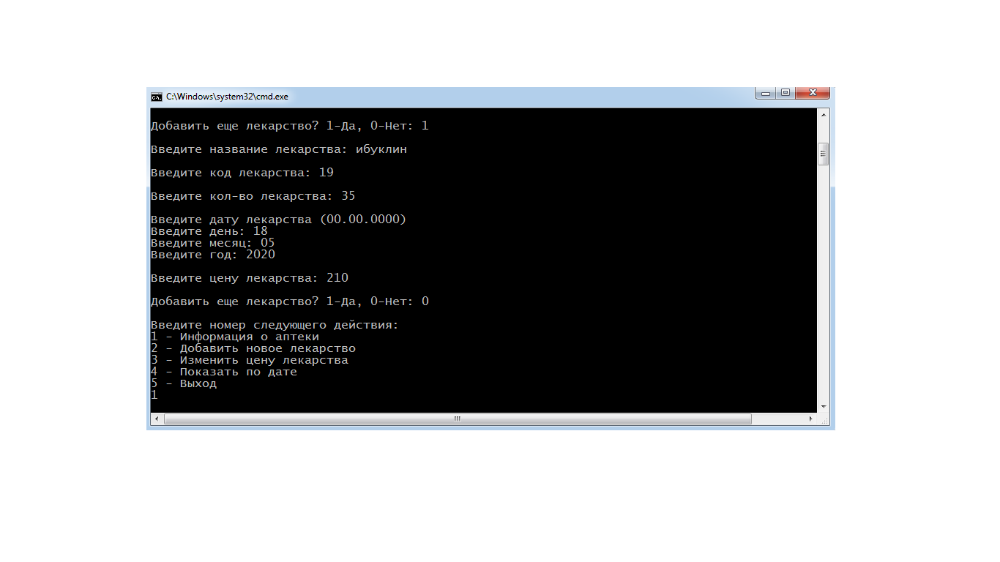 C:\Windows\system32\cmd.exe
Добавить еще лекарство? 1-Да, 0-Нет: 1
Введите название лекарства: ибуклин
Введите код лекарства: 19
Введите кол-во лекарства: 35
Введите дату лекарства (00.00.0000)
Введите день: 18
Введите месяц: 05
Введите год: 2020
Введите цену лекарства: 210
Добавить еще лекарство? 1-Да, 0-Нет: 0
Введите номер следующего действия:
1 - Информация о аптеки
2 - Добавить новое лекарство
3 - Изменить цену лекарства
4 - Показать по дате
5 - Выход
1